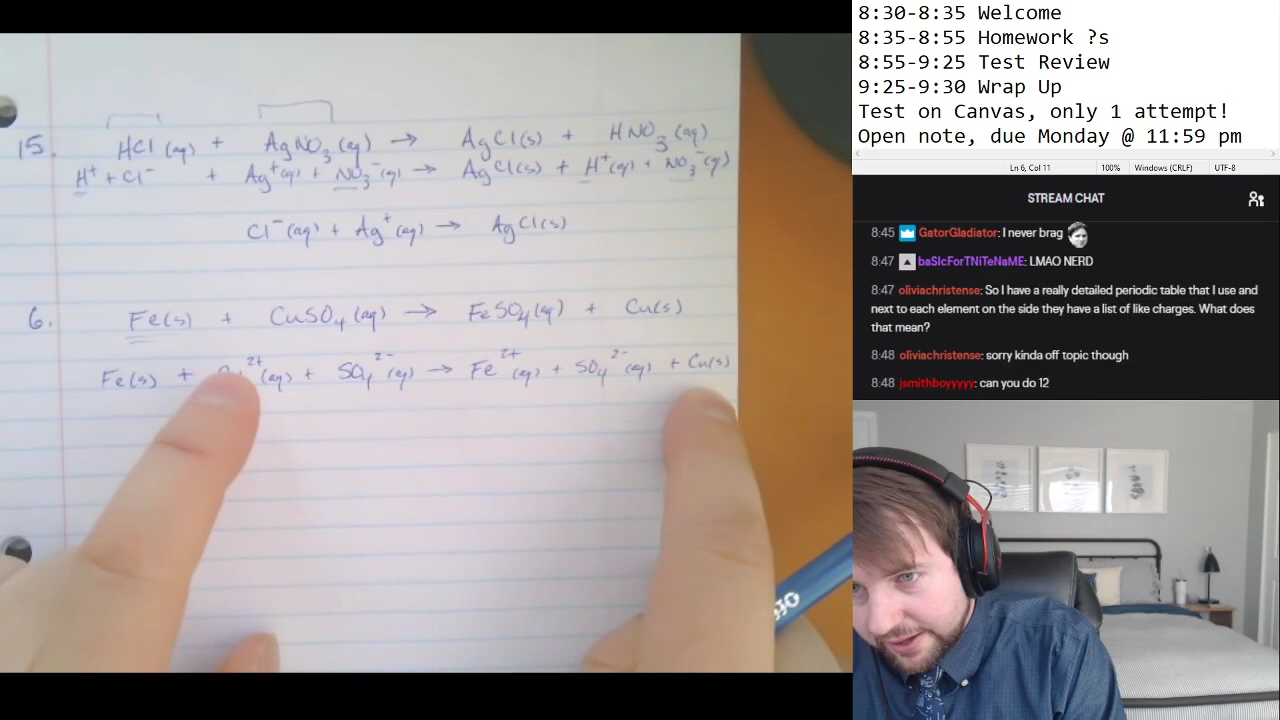 15. HCl (aq) + AgNO₃ (aq) → AgCl(s) + HNO₃ (aq)
H⁺ + Cl⁻ + Ag⁺(aq) + NO₃⁻(aq) → AgCl(s) + H⁺(aq) + NO₃⁻(aq)
Cl⁻(aq) + Ag⁺(aq) → AgCl(s)
6. Fe(s) + CuSO₄(aq) → FeSO₄(aq) + Cu(s)
Fe(s) + ²⁺(aq) + SO₄²⁻(aq) → Fe²⁺(aq) + SO₄²⁻(aq) + Cu(s)
8:30-8:35 Welcome
8:35-8:55 Homework ?s
8:55-9:25 Test Review
9:25-9:30 Wrap Up
Test on Canvas, only 1 attempt!
Open note, due Monday @ 11:59 pm
Ln 6, Col 11 100% Windows (CRLF) UTF-8
STREAM CHAT
8:45 GatorGladiator: I never brag
8:47 baSIcForTNiTeNaME: LMAO NERD
8:47 oliviachristense: So I have a really detailed periodic table that I use and
next to each element on the side they have a list of like charges. What does
that mean?
8:48 oliviachristense: sorry kinda off topic though
8:48 jsmithboyyyyy: can you do 12